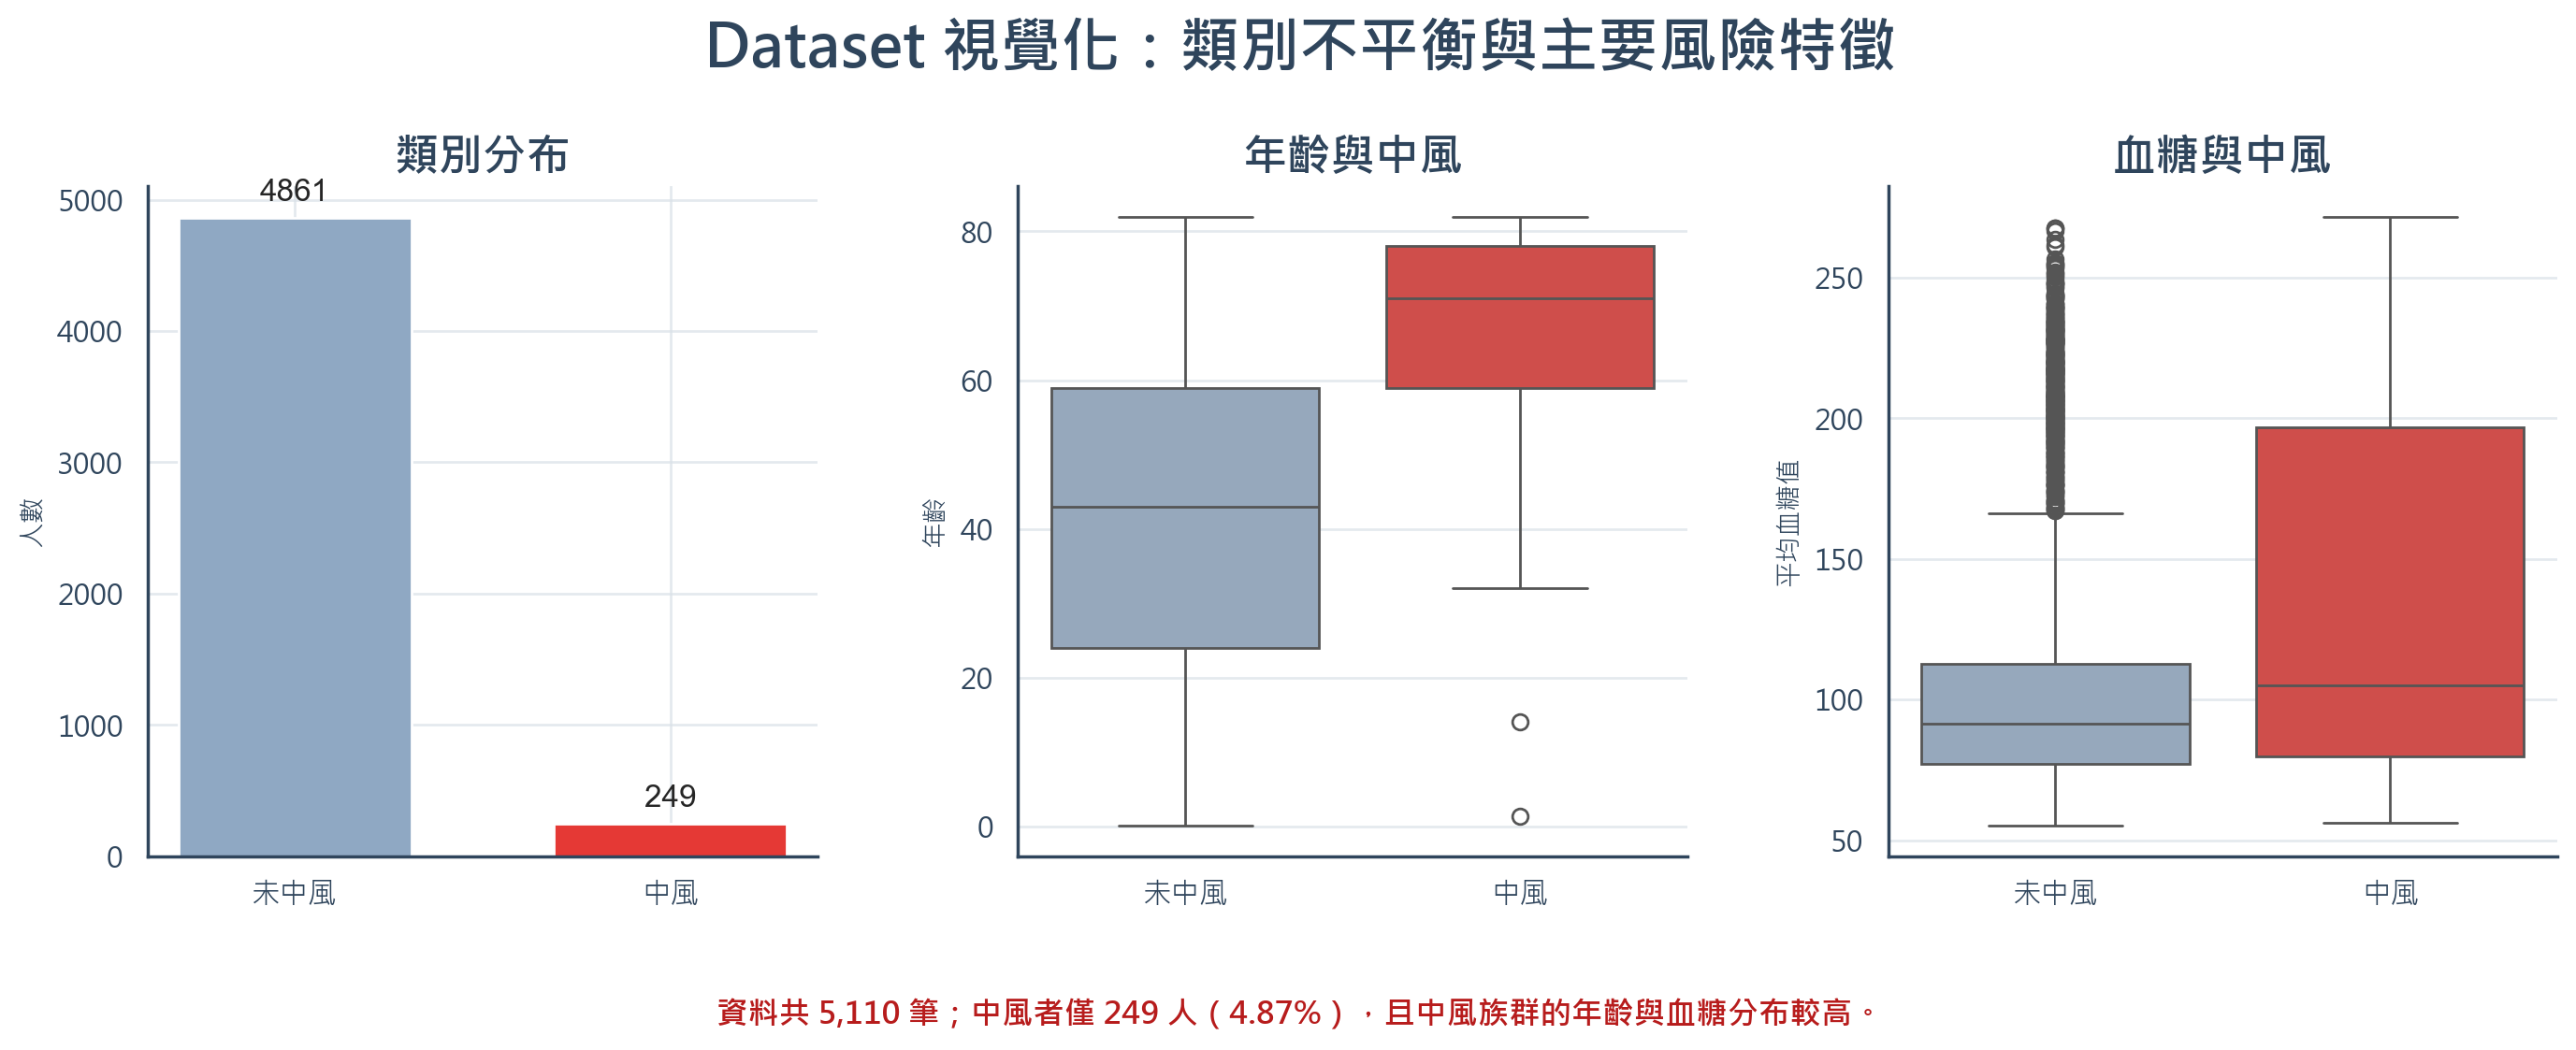 Dataset 視覺化：類別不平衡與主要風險特徵
類別分布
人數
5000
4000
3000
2000
1000
0
4861
249
未中風
中風
年齡與中風
年齡
80
60
40
20
0
未中風
中風
血糖與中風
平均血糖值
250
200
150
100
50
未中風
中風
資料共 5,110 筆；中風者僅 249 人（4.87%），且中風族群的年齡與血糖分布較高。